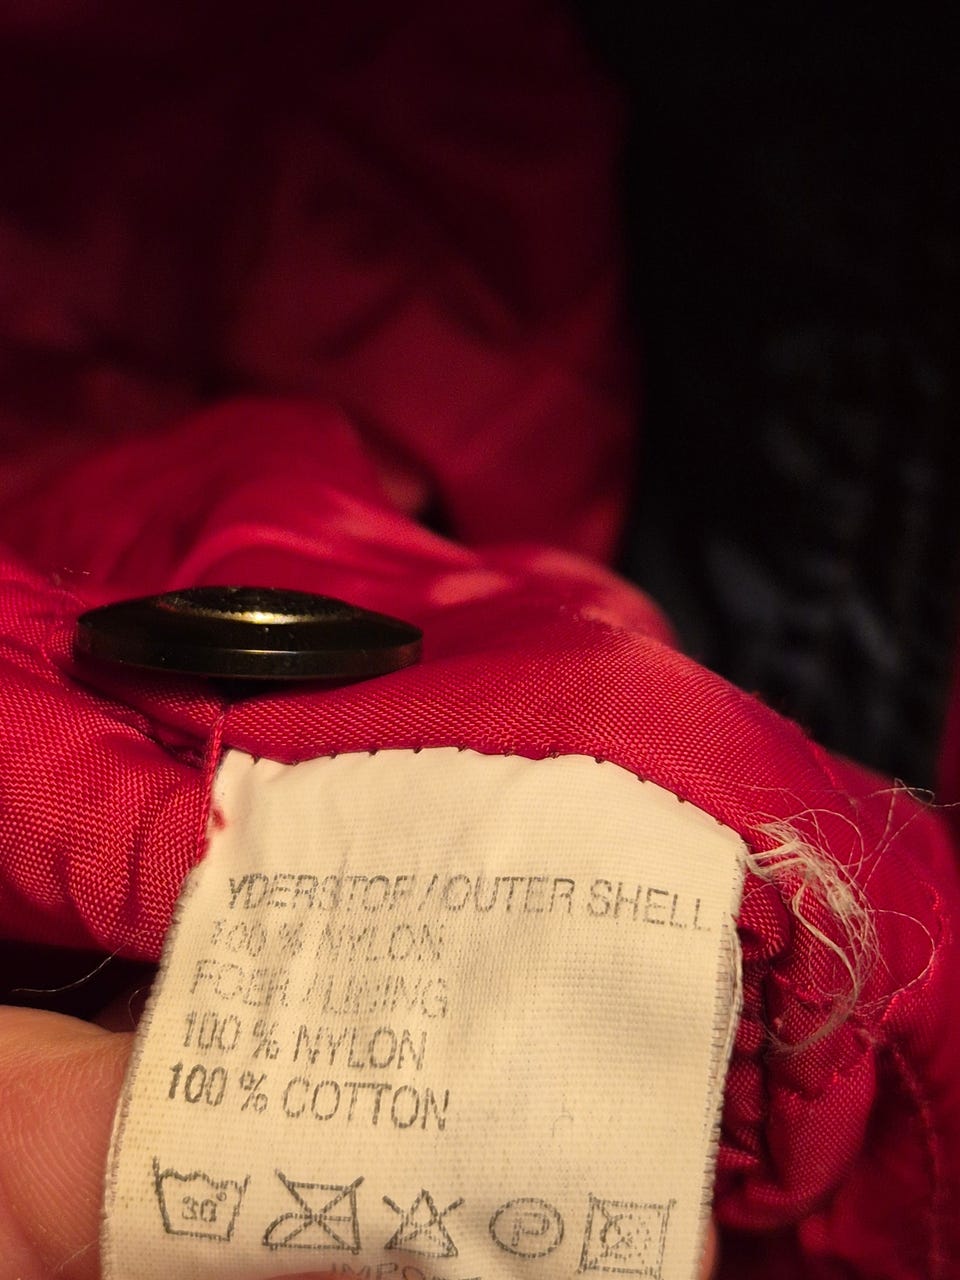 YDERSTOF / OUTER SHELL
100 % NYLON
FOER / LINING
100 % NYLON
100 % COTTON
30°
P